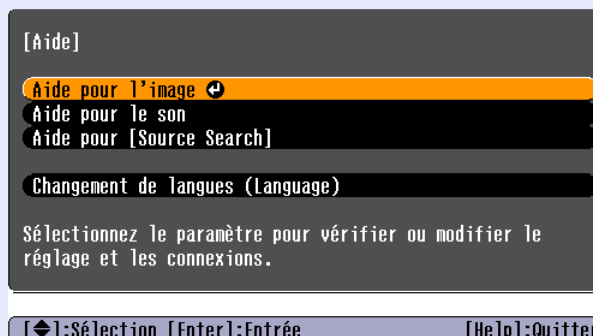 [Aide]
Aide pour l'image
Aide pour le son
Aide pour [Source Search]
Changement de langues (Language)
Sélectionnez le paramètre pour vérifier ou modifier le
réglage et les connexions.
[◆]:Sélection [Enter]:Entrée [Help]:Quitter